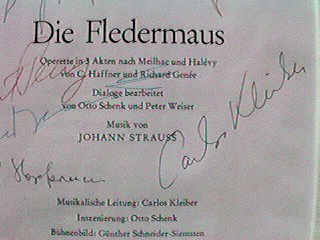 Die Fledermaus
Operette in 3 Akten nach Meilhac und Halévy
von C. Haffner und Richard Genée
Dialoge bearbeitet
von Otto Schenk und Peter Weiser
Musik von
JOHANN STRAUSS
Carlos Kleiber
Musikalische Leitung: Carlos Kleiber
Inszenierung: Otto Schenk
Bühnenbild: Günther Schneider-Siemssen